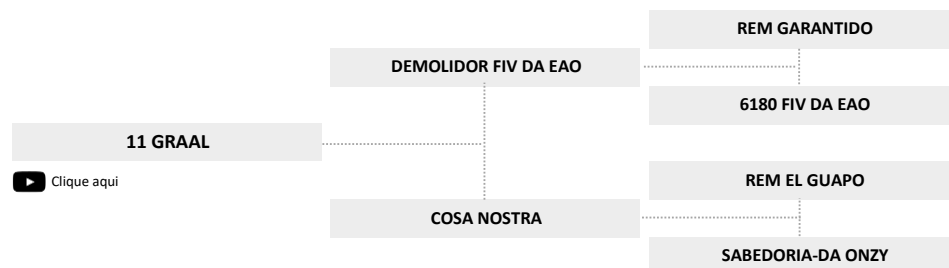 REM GARANTIDO
DEMOLIDOR FIV DA EAO
6180 FIV DA EAO
11 GRAAL
Clique aqui
REM EL GUAPO
COSA NOSTRA
SABEDORIA-DA ONZY